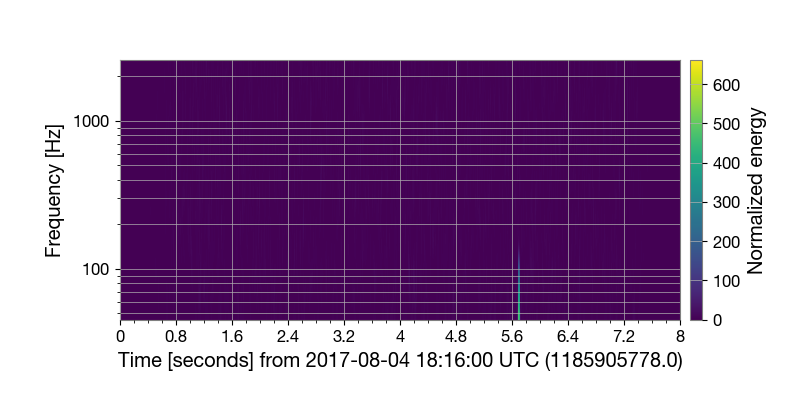 Frequency [Hz]
1000
100
0 0.8 1.6 2.4 3.2 4 4.8 5.6 6.4 7.2 8
Time [seconds] from 2017-08-04 18:16:00 UTC (1185905778.0)
600
500
400
300
200
100
0
Normalized energy